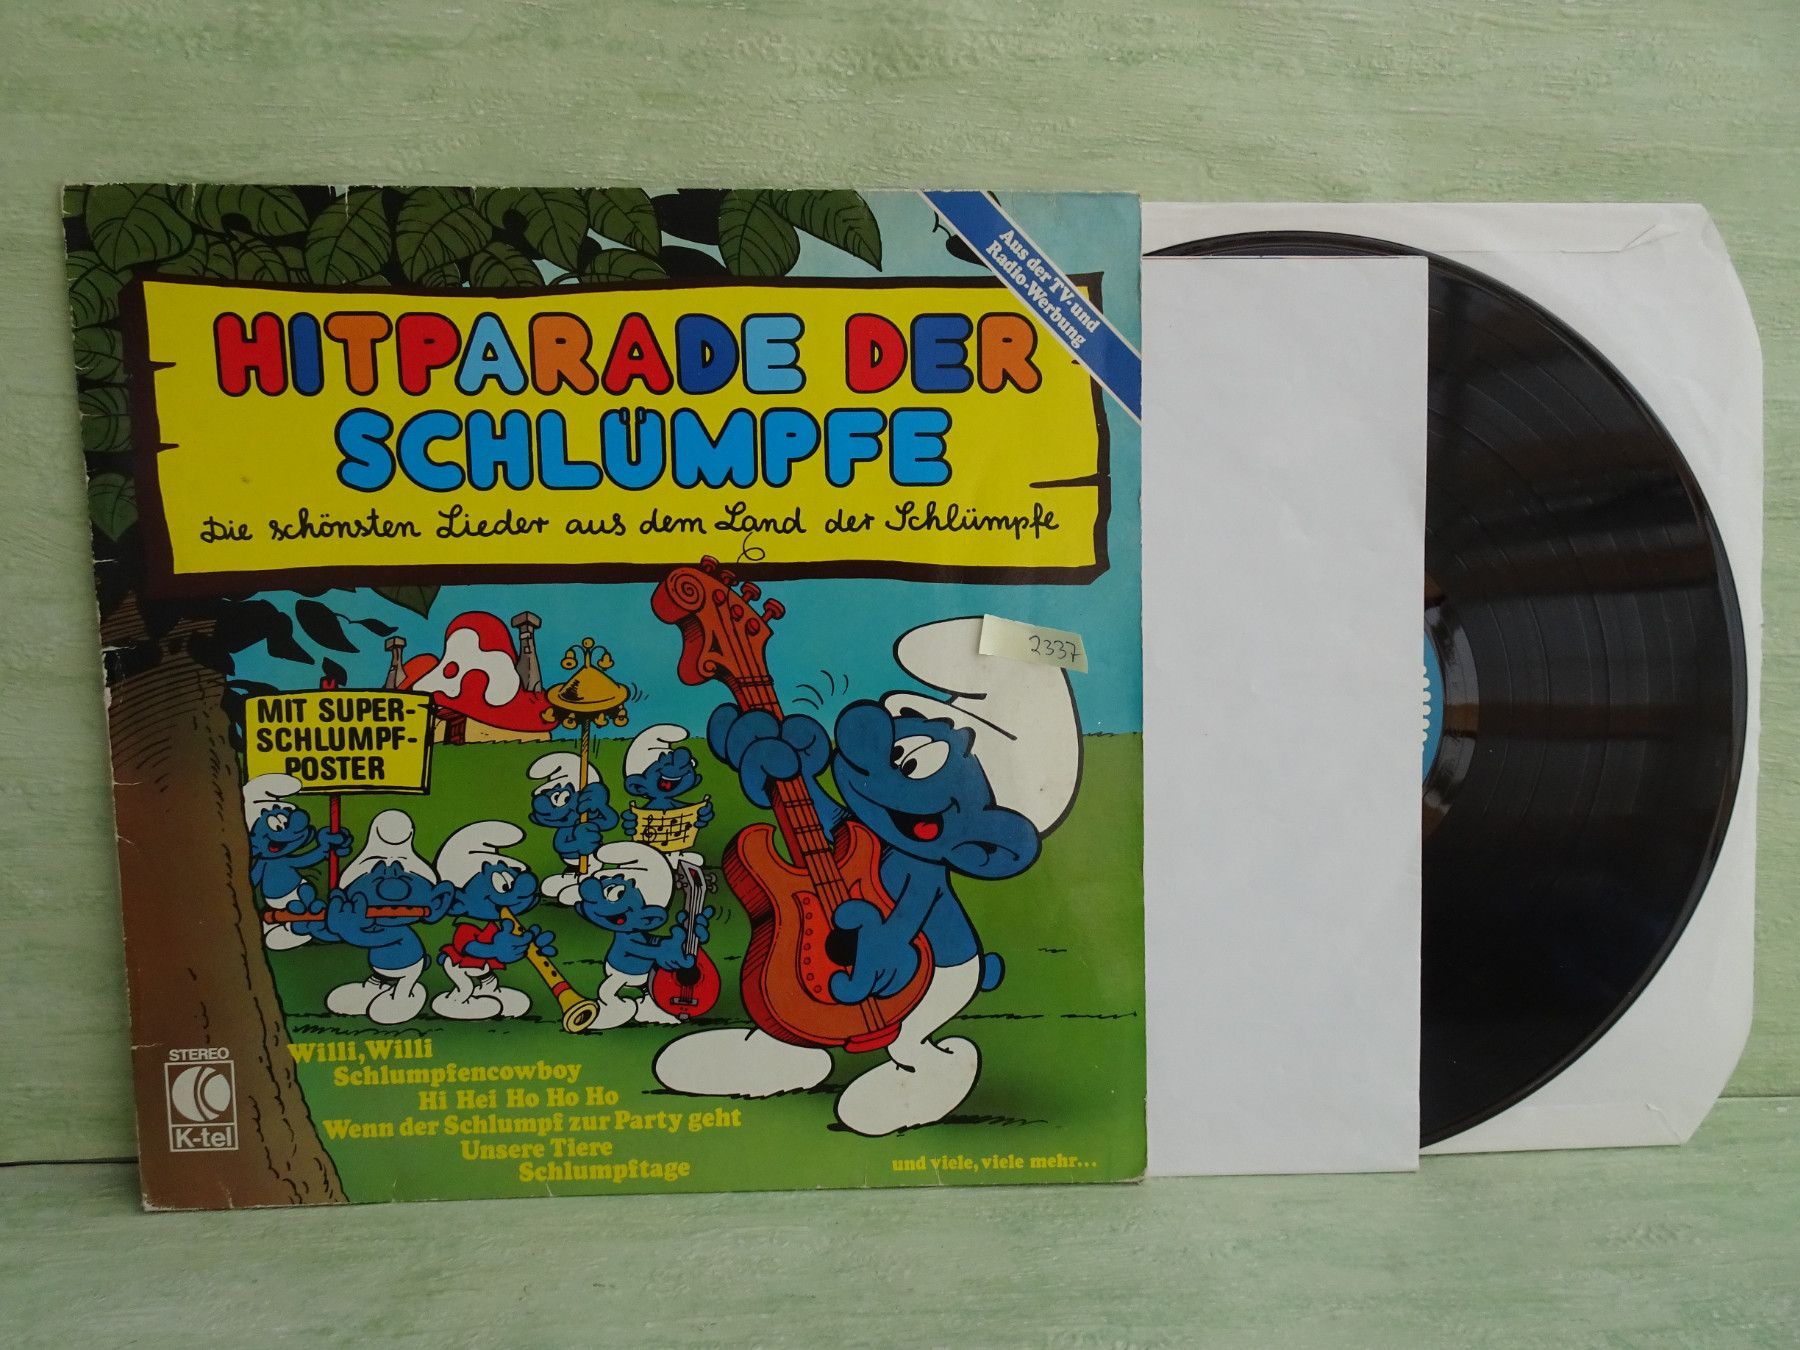 Aus der TV- und
Radio-Werbung
HITPARADE DER
SCHLÜMPFE
Die schönsten Lieder aus dem Land der Schlümpfe
2337
MIT SUPER-
SCHLUMPF-
POSTER
STEREO
K-tel
Willi, Willi
Schlumpfencowboy
Hi Hei Ho Ho Ho
Wenn der Schlumpf zur Party geht
Unsere Tiere
Schlumpftage
und viele, viele mehr...